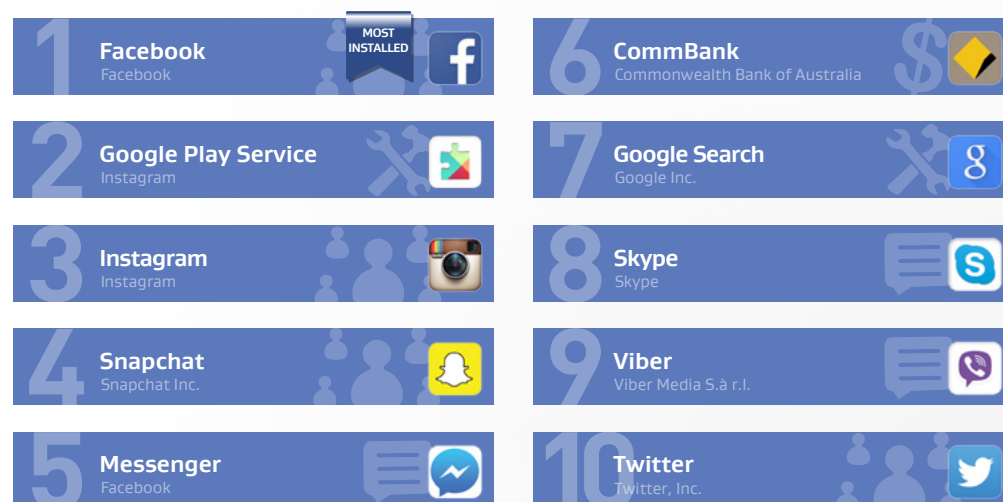 1
Facebook
Facebook
MOST
INSTALLED
2
Google Play Service
Instagram
3
Instagram
Instagram
4
Snapchat
Snapchat Inc.
5
Messenger
Facebook
6
CommBank
Commonwealth Bank of Australia
7
Google Search
Google Inc.
8
Skype
Skype
9
Viber
Viber Media S.à r.l.
10
Twitter
Twitter, Inc.